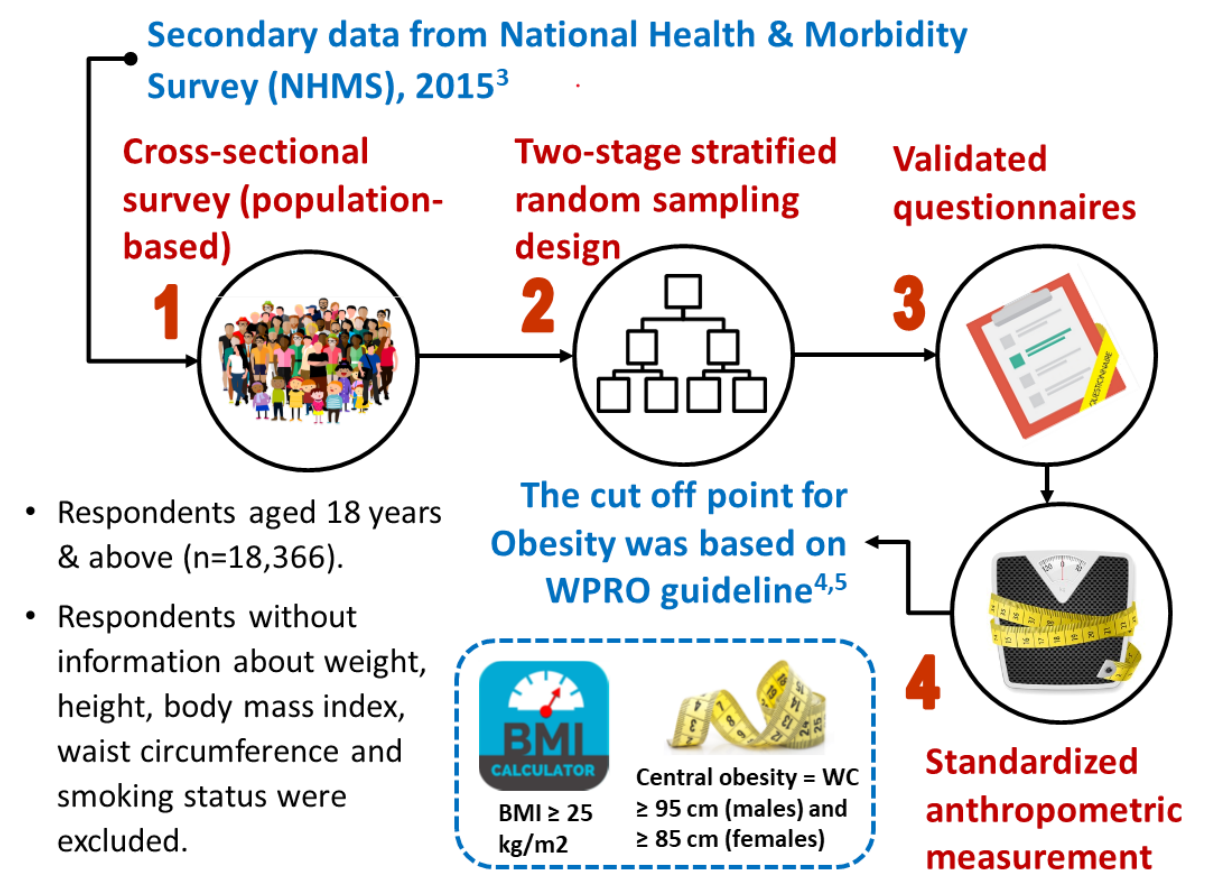 Secondary data from National Health & Morbidity
Survey (NHMS), 2015³
Cross-sectional
survey (population-
based)
1
Two-stage stratified
random sampling
design
2
Validated
questionnaires
3
QUESTIONNAIRE
• Respondents aged 18 years
& above (n=18,366).
• Respondents without
information about weight,
height, body mass index,
waist circumference and
smoking status were
excluded.
The cut off point for
Obesity was based on
WPRO guideline⁴,⁵
BMI
CALCULATOR
BMI ≥ 25
kg/m2
Central obesity = WC
≥ 95 cm (males) and
≥ 85 cm (females)
4
Standardized
anthropometric
measurement